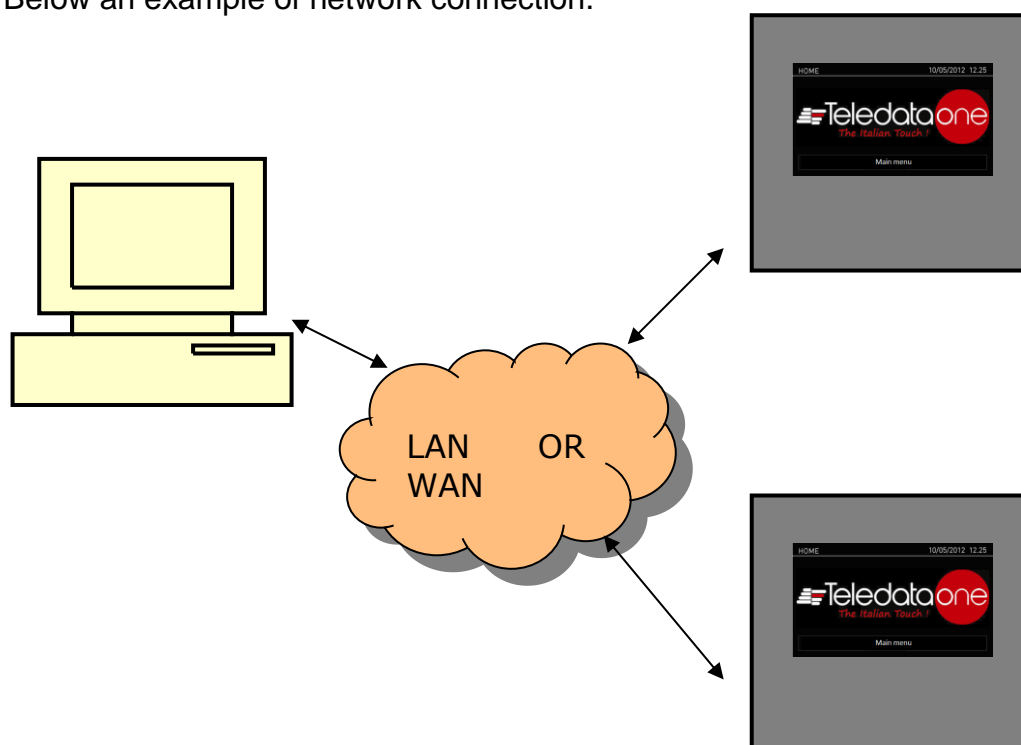 Below an example of network connection:
HOME 10/05/2012 12.25
Teledata one
The Italian Touch !
Main menu
LAN OR
WAN
HOME 10/05/2012 12.25
Teledata one
The Italian Touch !
Main menu